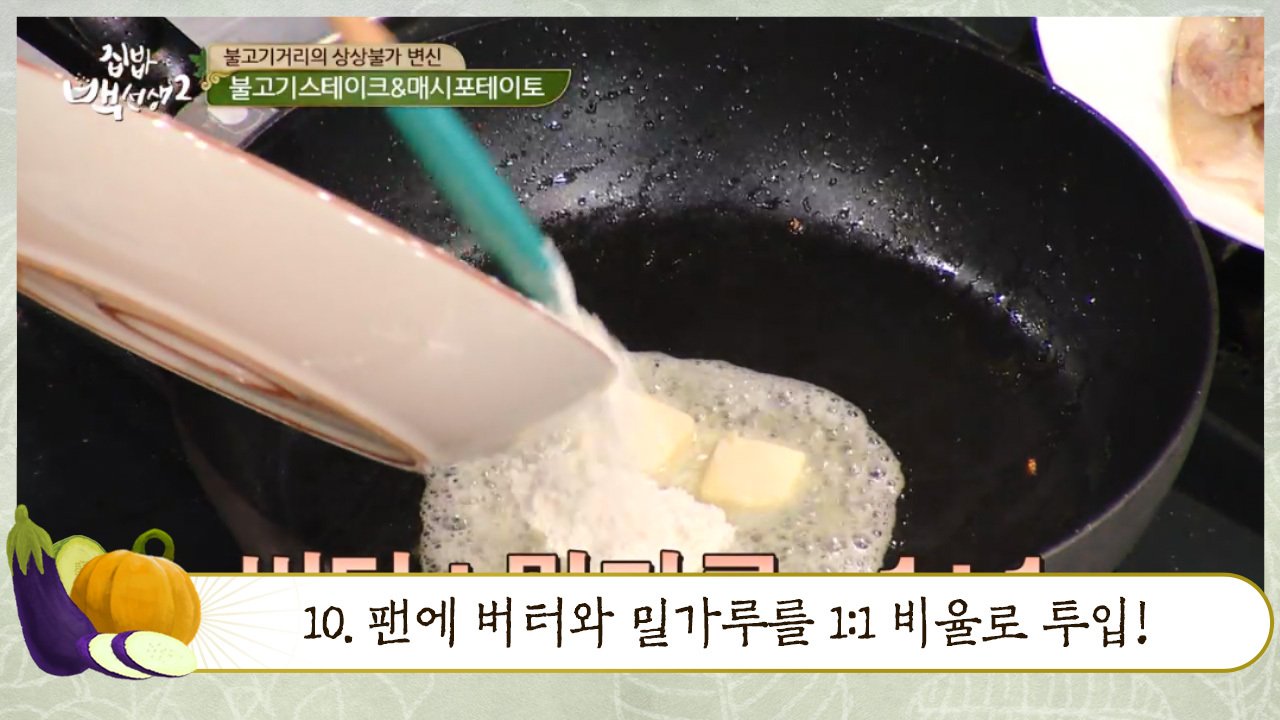 집밥
백선생2
불고기거리의 상상불가 변신
불고기스테이크&매시포테이토
10. 팬에 버터와 밀가루를 1:1 비율로 투입!